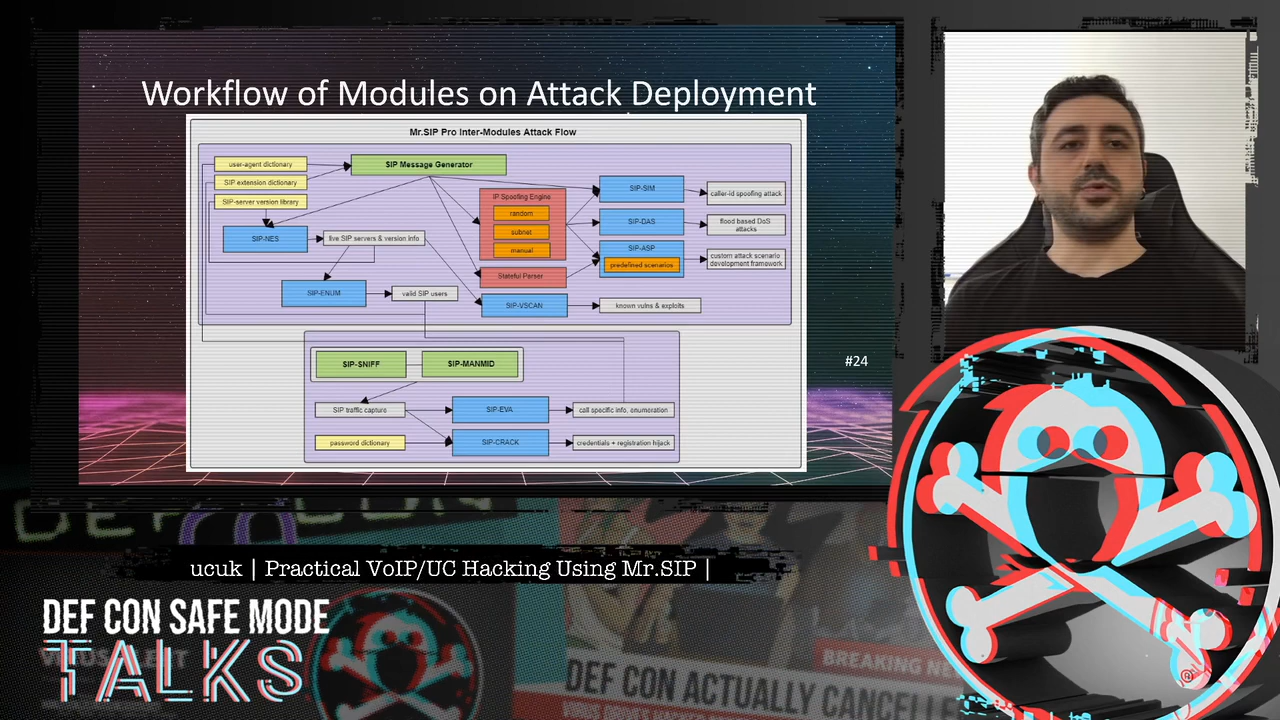 Workflow of Modules on Attack Deployment
Mr.SIP Pro Inter-Modules Attack Flow
user-agent dictionary
SIP extension dictionary
SIP-server version library
SIP Message Generator
IP Spoofing Engine
random
subnet
manual
Stateful Parser
SIP-SIM
caller-id spoofing attack
SIP-DAS
flood based DoS
attacks
SIP-ASP
predefined scenarios
custom attack scenario
development framework
SIP-NES
live SIP servers & version info
SIP-ENUM
valid SIP users
SIP-VSCAN
known vulns & exploits
SIP-SNIFF
SIP-MANMID
SIP traffic capture
SIP-EVA
call specific info. enumeration
password dictionary
SIP-CRACK
credentials + registration hijack
#24
DEF CON
ucuk | Practical VoIP/UC Hacking Using Mr.SIP |
DEF CON SAFE MODE
TALKS
BREAKING NE
DEF CON ACTUALLY CANCELLE